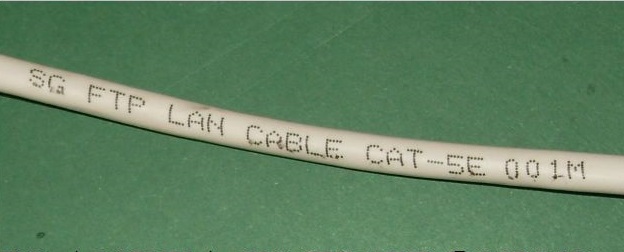 SG FTP LAN CABLE CAT-5E 001M